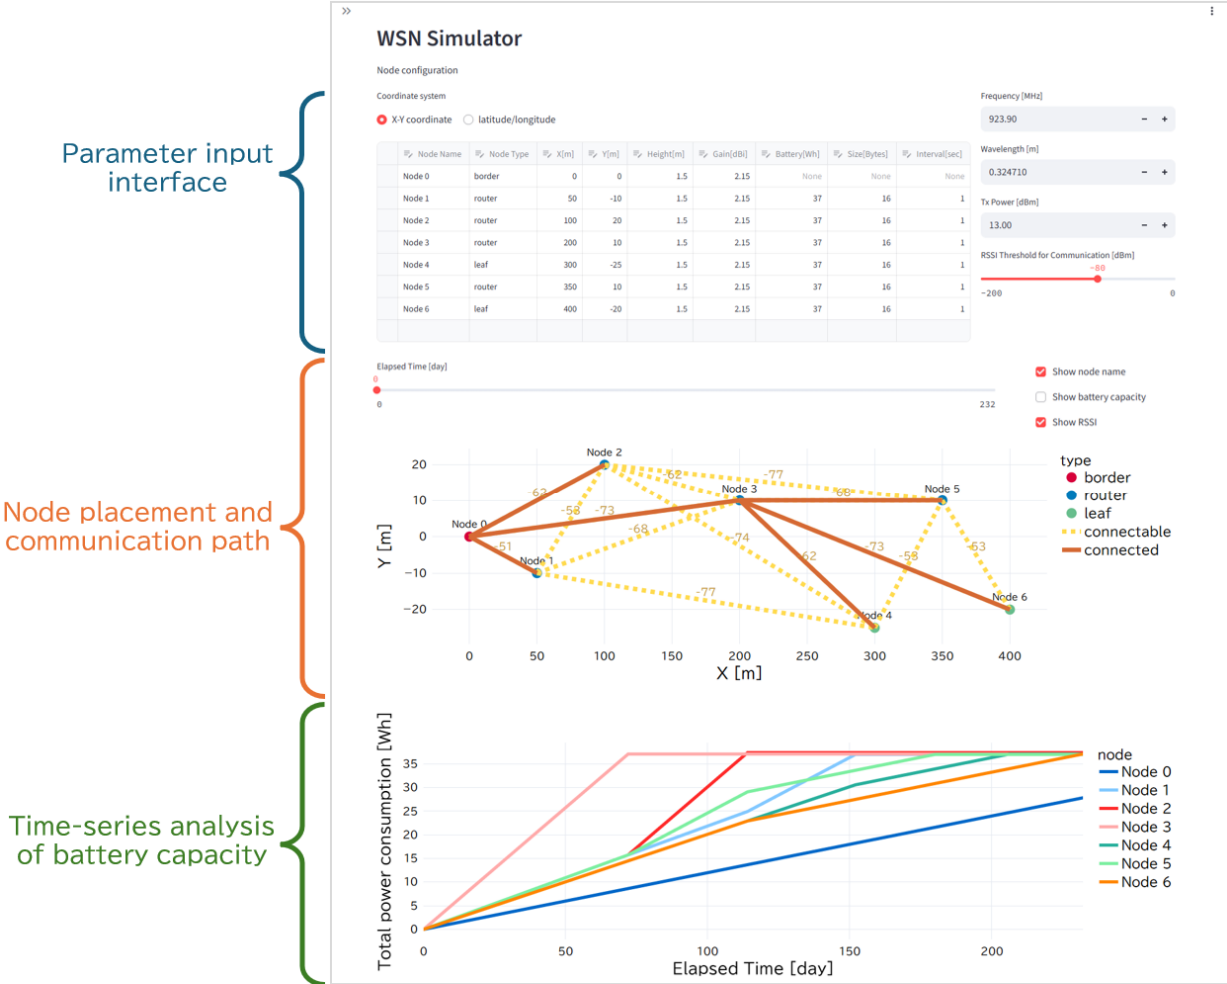 WSN Simulator
Node configuration
Coordinate system
X-Y coordinate latitude/longitude
Node Name Node Type X[m] Y[m] Height[m] Gain[dBi] Battery[Wh] Size[Bytes] Interval[sec]
Node 0 border 0 0 1.5 2.15 None None None
Node 1 router 50 -10 1.5 2.15 37 16 1
Node 2 router 100 20 1.5 2.15 37 16 1
Node 3 router 200 10 1.5 2.15 37 16 1
Node 4 leaf 300 -25 1.5 2.15 37 16 1
Node 5 router 350 10 1.5 2.15 37 16 1
Node 6 leaf 400 -20 1.5 2.15 37 16 1
Frequency [MHz]
923.90 - +
Wavelength [m]
0.324710 - +
Tx Power [dBm]
13.00 - +
RSSI Threshold for Communication [dBm]
-80
-200 0
Parameter input
interface
Elapsed Time [day]
0
0 232
Show node name
Show battery capacity
Show RSSI
Node placement and
communication path
Y [m]
20
10
0
−10
−20
Node 2
Node 3
Node 5
Node 0
Node 6
-62
-77
-53
-73
-68
-51
-74
-62
-73
-53
-53
-77
0 50 100 150 200 250 300 350 400
X [m]
type
border
router
leaf
connectable
connected
Time-series analysis
of battery capacity
Total power consumption [Wh]
35
30
25
20
15
10
5
0
0 50 100 150 200
Elapsed Time [day]
node
Node 0
Node 1
Node 2
Node 3
Node 4
Node 5
Node 6